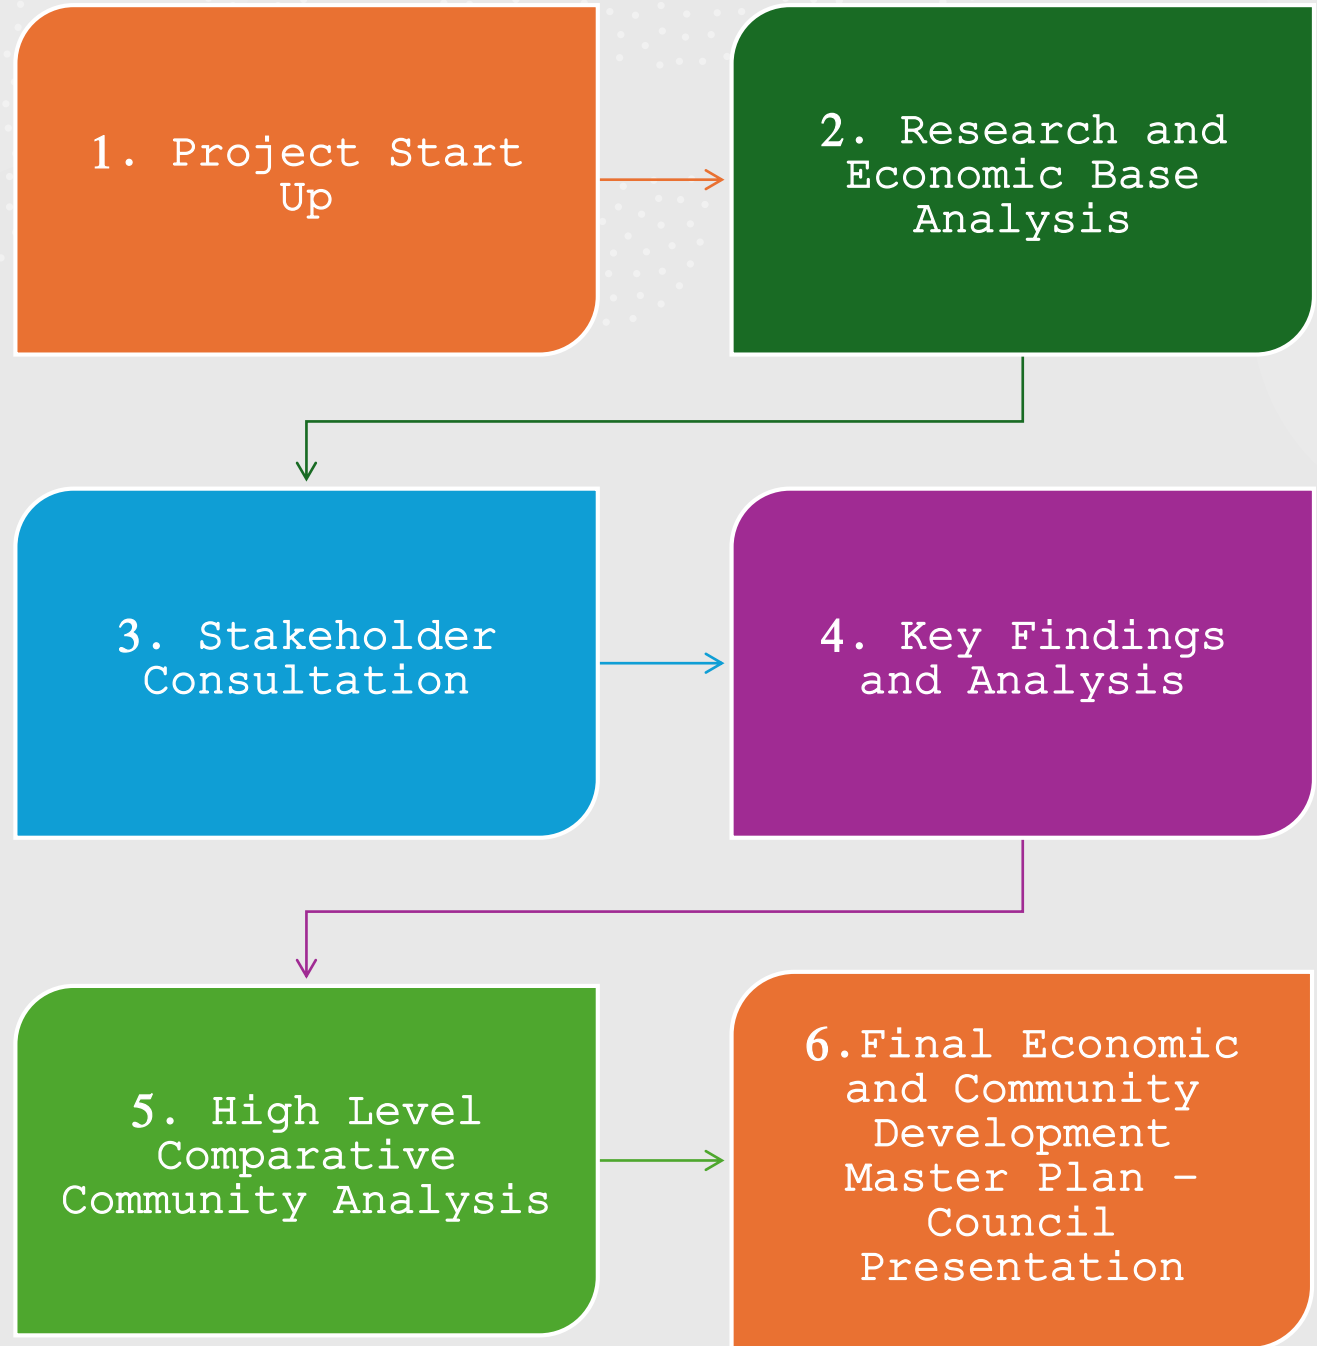 1. Project Start
Up
2. Research and
Economic Base
Analysis
3. Stakeholder
Consultation
4. Key Findings
and Analysis
5. High Level
Comparative
Community Analysis
6.Final Economic
and Community
Development
Master Plan –
Council
Presentation